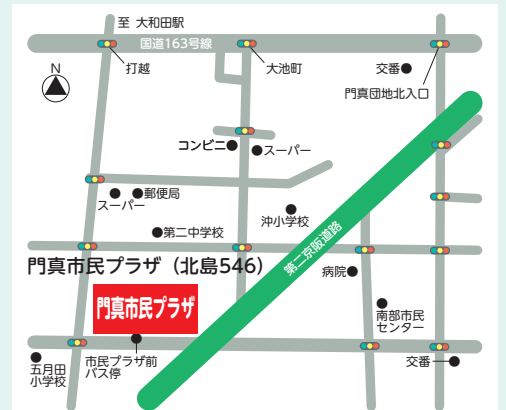 至 大和田駅
国道163号線
打越
大池町
交番
N
門真団地北入口
コンビニ
スーパー
郵便局
スーパー
沖小学校
第二中学校
第二京阪道路
門真市民プラザ（北島546）
病院
門真市民プラザ
南部市民
センター
市民プラザ前
バス停
五月田
小学校
交番